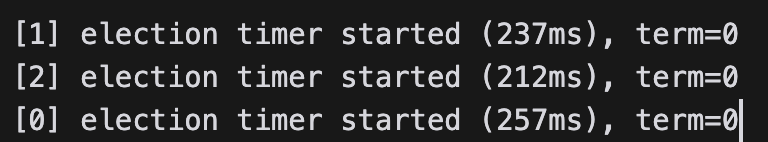 [1] election timer started (237ms), term=0
[2] election timer started (212ms), term=0
[0] election timer started (257ms), term=0